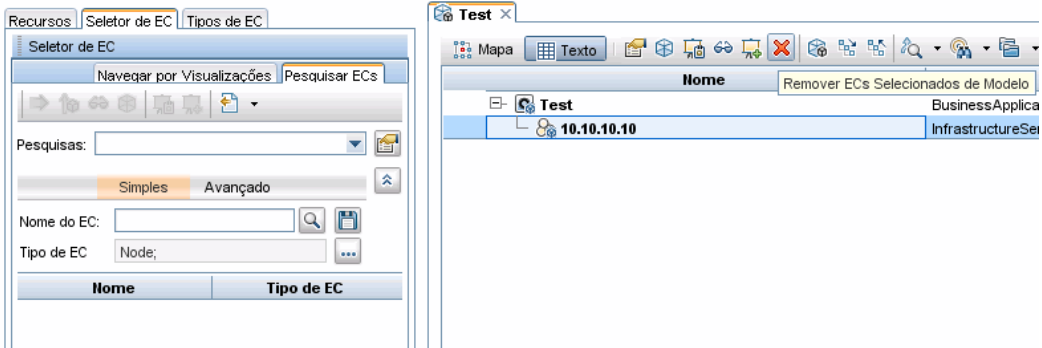 Recursos Seletor de EC Tipos de EC
Seletor de EC
Navegar por Visualizações Pesquisar ECs
Pesquisas:
Simples Avançado
Nome do EC:
Tipo de EC Node;
Nome Tipo de EC
Test
Mapa Texto
Nome
Remover ECs Selecionados de Modelo
Test BusinessApplica
10.10.10.10 InfrastructureSer